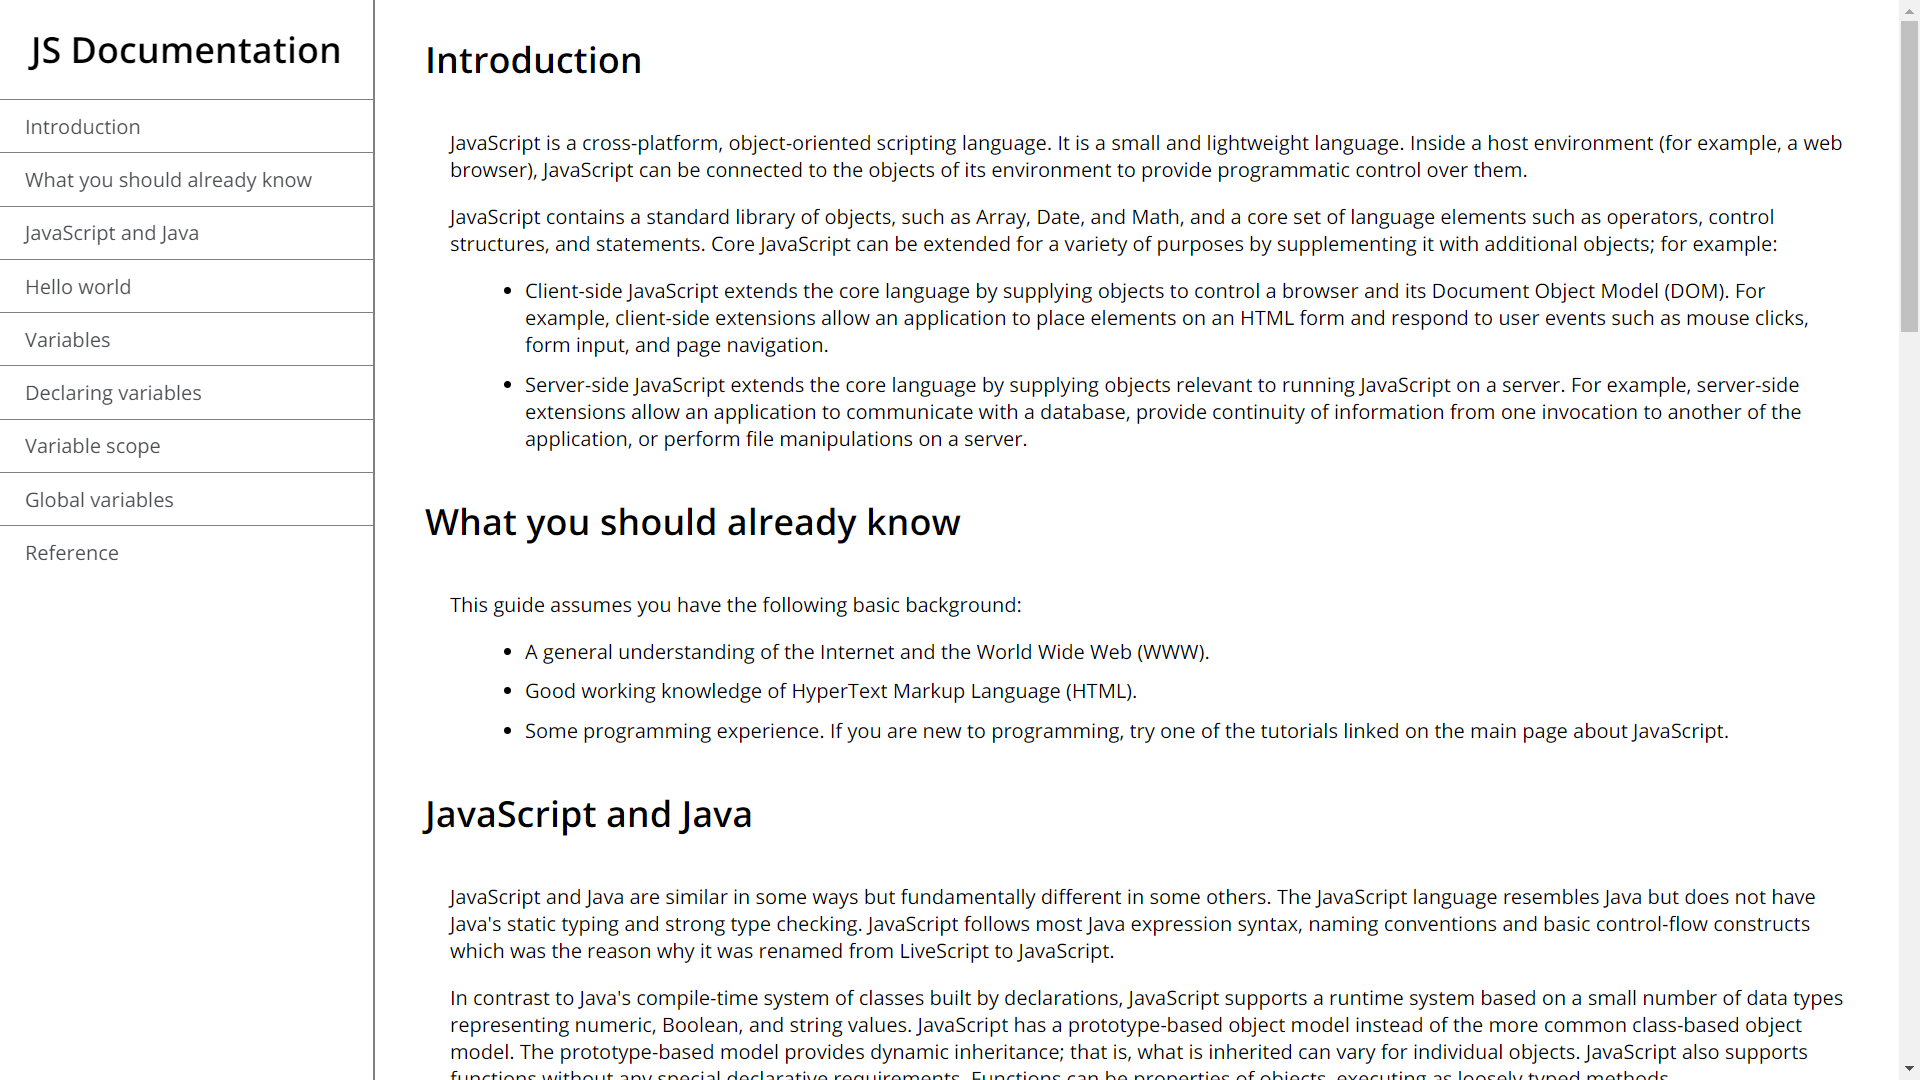 JS Documentation
Introduction
What you should already know
JavaScript and Java
Hello world
Variables
Declaring variables
Variable scope
Global variables
Reference
Introduction
JavaScript is a cross-platform, object-oriented scripting language. It is a small and lightweight language. Inside a host environment (for example, a web
browser), JavaScript can be connected to the objects of its environment to provide programmatic control over them.
JavaScript contains a standard library of objects, such as Array, Date, and Math, and a core set of language elements such as operators, control
structures, and statements. Core JavaScript can be extended for a variety of purposes by supplementing it with additional objects; for example:
• Client-side JavaScript extends the core language by supplying objects to control a browser and its Document Object Model (DOM). For
example, client-side extensions allow an application to place elements on an HTML form and respond to user events such as mouse clicks,
form input, and page navigation.
• Server-side JavaScript extends the core language by supplying objects relevant to running JavaScript on a server. For example, server-side
extensions allow an application to communicate with a database, provide continuity of information from one invocation to another of the
application, or perform file manipulations on a server.
What you should already know
This guide assumes you have the following basic background:
• A general understanding of the Internet and the World Wide Web (WWW).
• Good working knowledge of HyperText Markup Language (HTML).
• Some programming experience. If you are new to programming, try one of the tutorials linked on the main page about JavaScript.
JavaScript and Java
JavaScript and Java are similar in some ways but fundamentally different in some others. The JavaScript language resembles Java but does not have
Java's static typing and strong type checking. JavaScript follows most Java expression syntax, naming conventions and basic control-flow constructs
which was the reason why it was renamed from LiveScript to JavaScript.
In contrast to Java's compile-time system of classes built by declarations, JavaScript supports a runtime system based on a small number of data types
representing numeric, Boolean, and string values. JavaScript has a prototype-based object model instead of the more common class-based object
model. The prototype-based model provides dynamic inheritance; that is, what is inherited can vary for individual objects. JavaScript also supports
functions without any special declarative requirements. Functions can be properties of objects, executing as loosely typed methods.